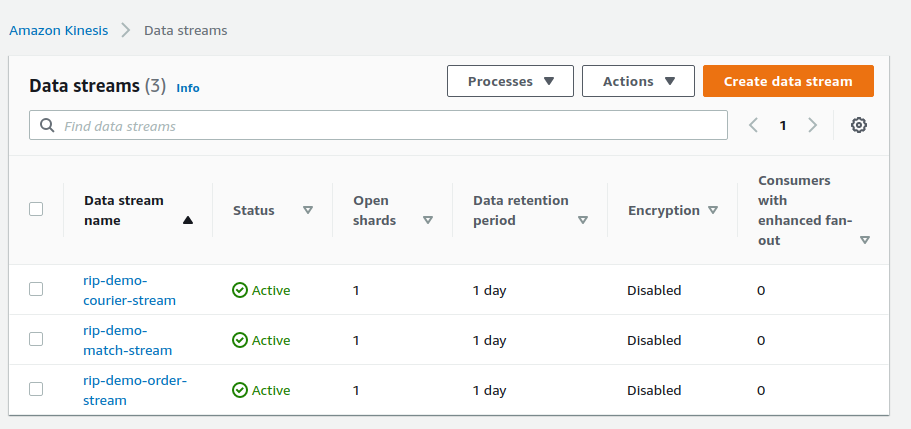 Amazon Kinesis Data streams
Data streams (3) Info Processes Actions Create data stream
Find data streams 1
Data stream name Status Open shards Data retention period Encryption Consumers with enhanced fan-out
rip-demo-
courier-stream Active 1 1 day Disabled 0
rip-demo-
match-stream Active 1 1 day Disabled 0
rip-demo-order-
stream Active 1 1 day Disabled 0